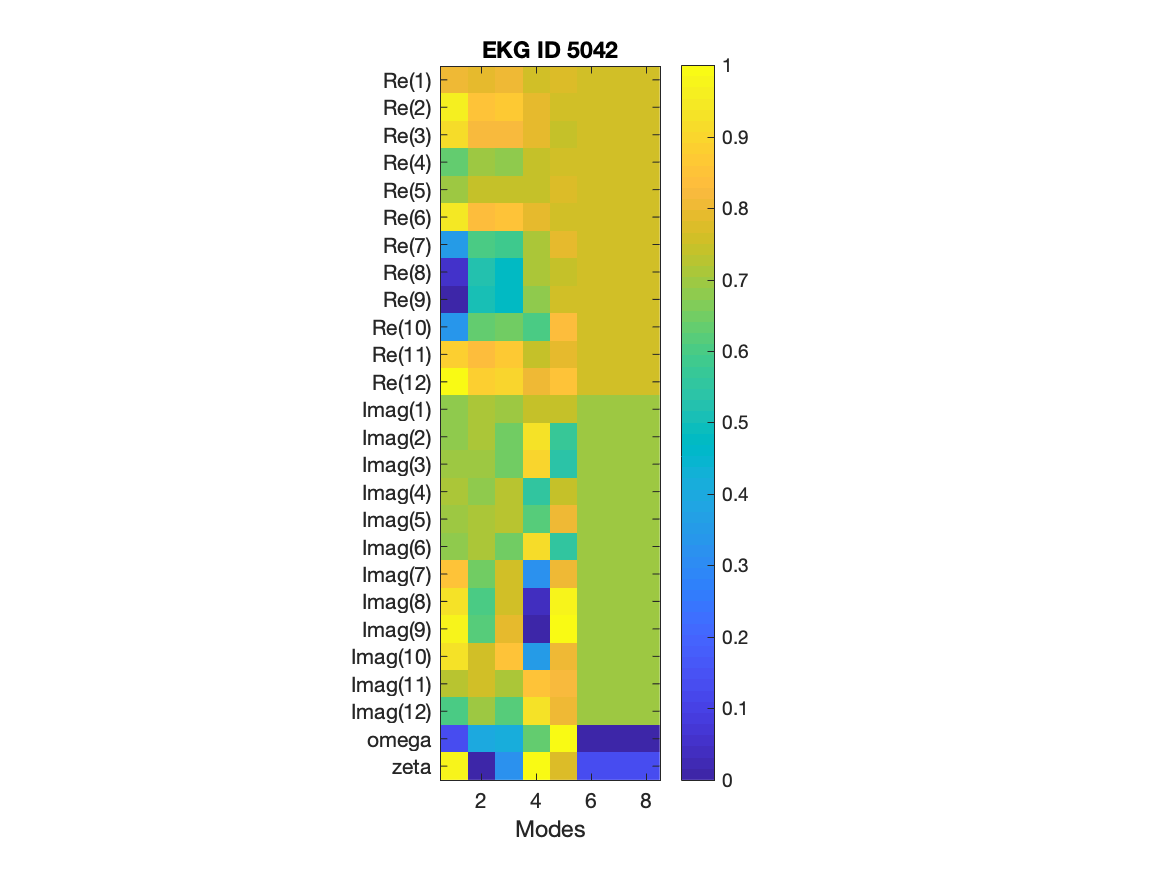 EKG ID 5042
Re(1)
Re(2)
Re(3)
Re(4)
Re(5)
Re(6)
Re(7)
Re(8)
Re(9)
Re(10)
Re(11)
Re(12)
Imag(1)
Imag(2)
Imag(3)
Imag(4)
Imag(5)
Imag(6)
Imag(7)
Imag(8)
Imag(9)
Imag(10)
Imag(11)
Imag(12)
omega
zeta
2 4 6 8
Modes
1
0.9
0.8
0.7
0.6
0.5
0.4
0.3
0.2
0.1
0